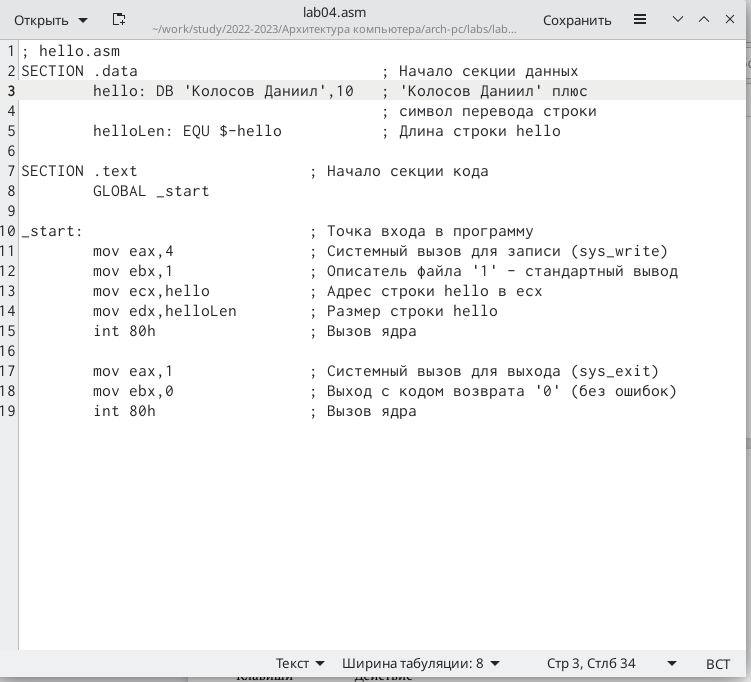 Открыть
lab04.asm
~/work/study/2022-2023/Архитектура компьютера/arch-pc/labs/lab...
Сохранить
1 ; hello.asm
2 SECTION .data ; Начало секции данных
3 hello: DB 'Колосов Даниил',10 ; 'Колосов Даниил' плюс
4 ; символ перевода строки
5 helloLen: EQU $-hello ; Длина строки hello
6
7 SECTION .text ; Начало секции кода
8 GLOBAL _start
9
10 _start: ; Точка входа в программу
11 mov eax,4 ; Системный вызов для записи (sys_write)
12 mov ebx,1 ; Описатель файла '1' - стандартный вывод
13 mov ecx,hello ; Адрес строки hello в ecx
14 mov edx,helloLen ; Размер строки hello
15 int 80h ; Вызов ядра
16
17 mov eax,1 ; Системный вызов для выхода (sys_exit)
18 mov ebx,0 ; Выход с кодом возврата '0' (без ошибок)
19 int 80h ; Вызов ядра
Текст Ширина табуляции: 8 Стр 3, Стлб 34 ВСТ